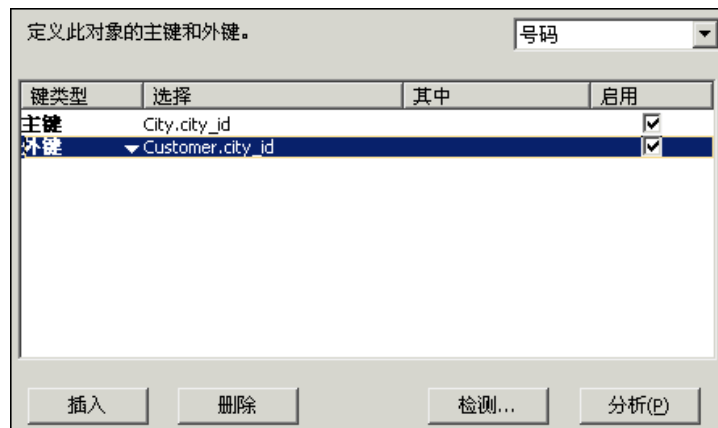 定义此对象的主键和外键。 号码
键类型 选择 其中 启用
主键 City.city_id
外键 Customer.city_id
插入 删除 检测... 分析(P)